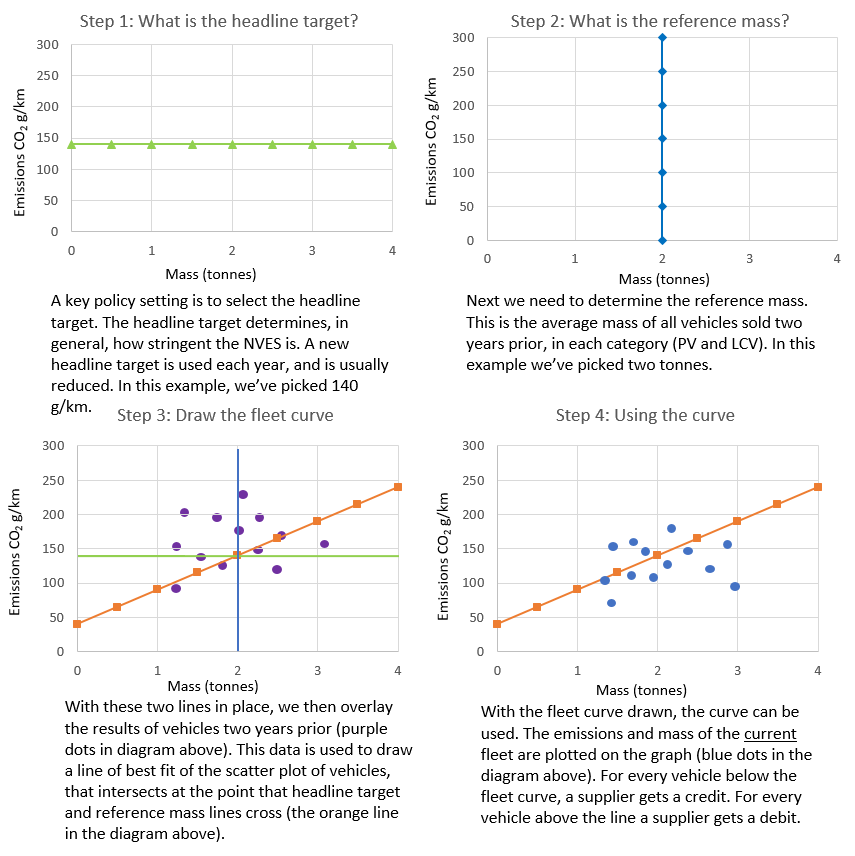 Step 1: What is the headline target?
300
250
200
150
100
50
0
Emissions CO₂ g/km
0 1 2 3 4
Mass (tonnes)
A key policy setting is to select the headline
target. The headline target determines, in
general, how stringent the NVES is. A new
headline target is used each year, and is usually
reduced. In this example, we've picked 140
g/km.
Step 2: What is the reference mass?
300
250
200
150
100
50
0
Emissions CO₂ g/km
0 1 2 3 4
Mass (tonnes)
Next we need to determine the reference mass.
This is the average mass of all vehicles sold two
years prior, in each category (PV and LCV). In this
example we've picked two tonnes.
Step 3: Draw the fleet curve
300
250
200
150
100
50
0
Emissions CO₂ g/km
0 1 2 3 4
Mass (tonnes)
With these two lines in place, we then overlay
the results of vehicles two years prior (purple
dots in diagram above). This data is used to draw
a line of best fit of the scatter plot of vehicles,
that intersects at the point that headline target
and reference mass lines cross (the orange line
in the diagram above).
Step 4: Using the curve
300
250
200
150
100
50
0
Emissions CO₂ g/km
0 1 2 3 4
Mass (tonnes)
With the fleet curve drawn, the curve can be
used. The emissions and mass of the current
fleet are plotted on the graph (blue dots in the
diagram above). For every vehicle below the
fleet curve, a supplier gets a credit. For every
vehicle above the line a supplier gets a debit.